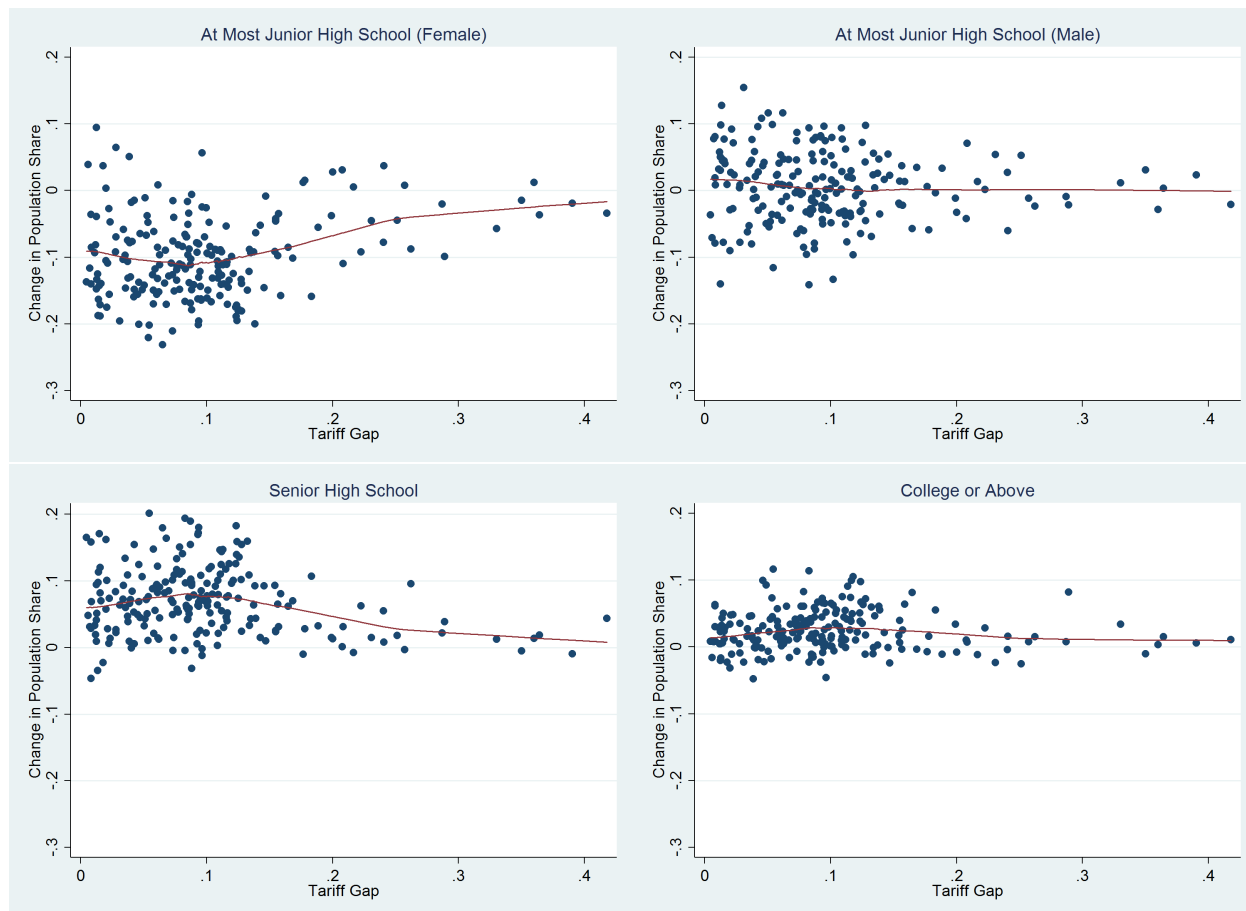 At Most Junior High School (Female)
Change in Population Share
.2
.1
0
-.1
-.2
-.3
0 .1 .2 .3 .4
Tariff Gap
At Most Junior High School (Male)
Change in Population Share
.2
.1
0
-.1
-.2
-.3
0 .1 .2 .3 .4
Tariff Gap
Senior High School
Change in Population Share
.2
.1
0
-.1
-.2
-.3
0 .1 .2 .3 .4
Tariff Gap
College or Above
Change in Population Share
.2
.1
0
-.1
-.2
-.3
0 .1 .2 .3 .4
Tariff Gap